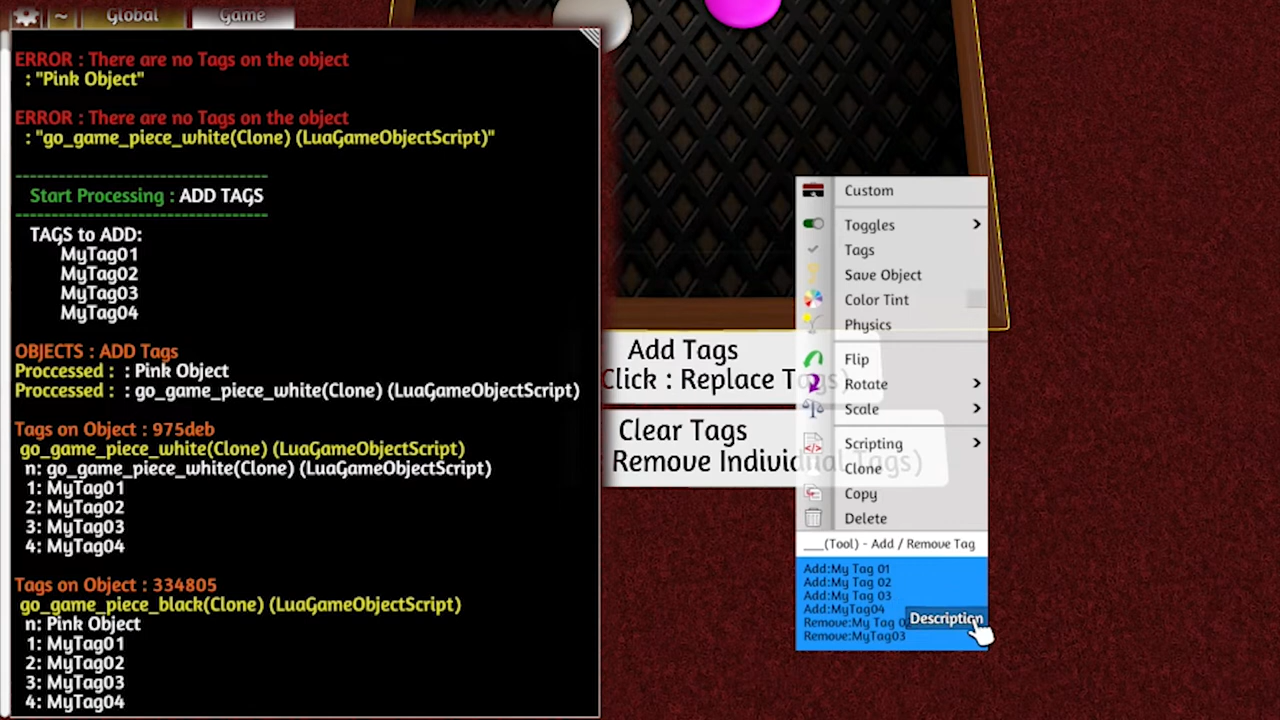 ~ Global Game
ERROR : There are no Tags on the object
: "Pink Object"
ERROR : There are no Tags on the object
: "go_game_piece_white(Clone) (LuaGameObjectScript)"
Start Processing : ADD TAGS
TAGS to ADD:
MyTag01
MyTag02
MyTag03
MyTag04
OBJECTS : ADD Tags
Proccessed : : Pink Object
Proccessed : : go_game_piece_white(Clone) (LuaGameObjectScript)
Tags on Object : 975deb
go_game_piece_white(Clone) (LuaGameObjectScript)
n: go_game_piece_white(Clone) (LuaGameObjectScript)
1: MyTag01
2: MyTag02
3: MyTag03
4: MyTag04
Tags on Object : 334805
go_game_piece_black(Clone) (LuaGameObjectScript)
n: Pink Object
1: MyTag01
2: MyTag02
3: MyTag03
4: MyTag04
Add Tags
Click : Replace Tags)
Clear Tags
: Remove Individual Tags)
Custom
Toggles
Tags
Save Object
Color Tint
Physics
Flip
Rotate
Scale
Scripting
Clone
Copy
Delete
___(Tool) - Add / Remove Tag
Add:My Tag 01
Add:My Tag 02
Add:My Tag 03
Add:MyTag04
Remove:My Tag
Remove:MyTag03
Description